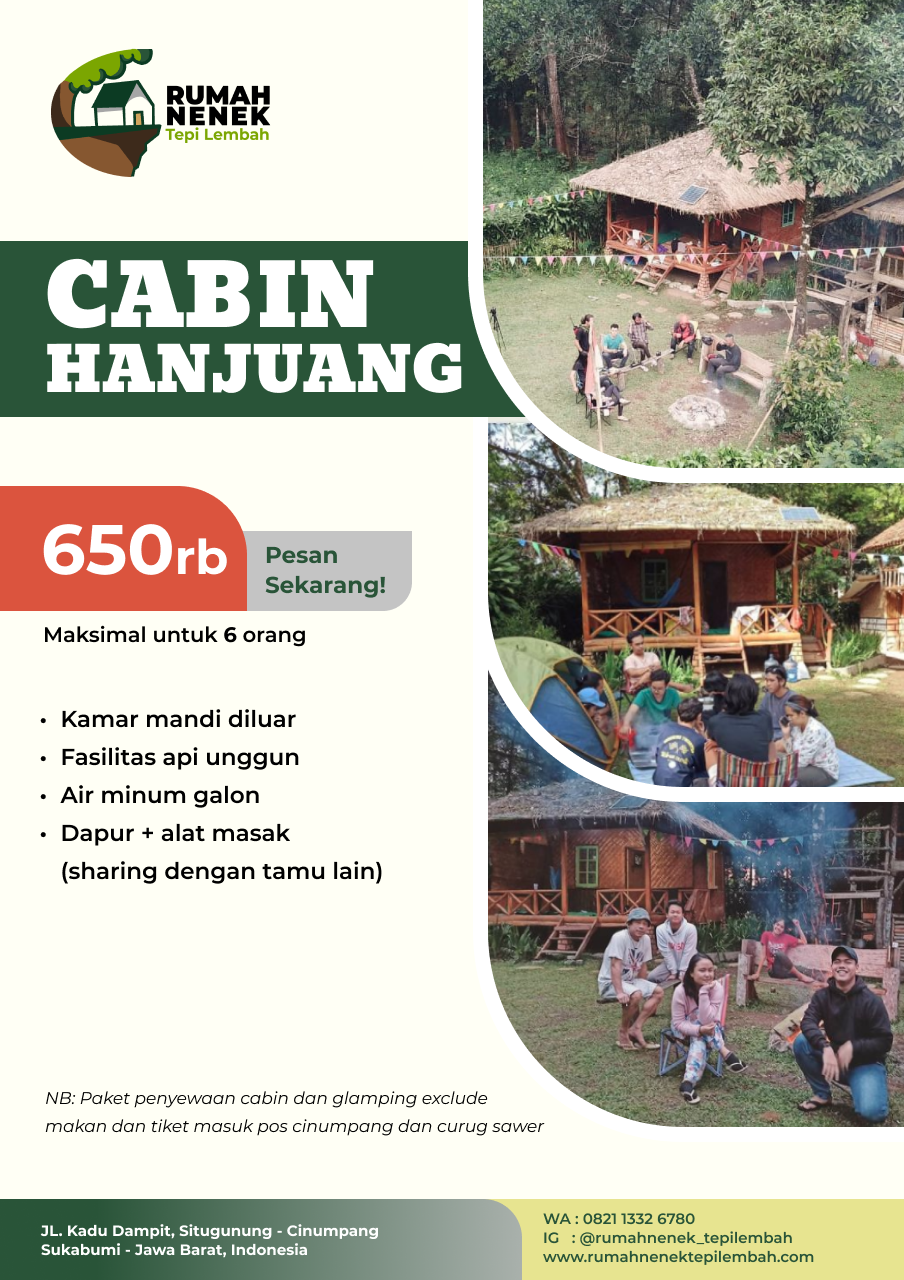 RUMAH
NENEK
Tepi Lembah
CABIN
HANJUANG
650rb
Pesan
Sekarang!
Maksimal untuk 6 orang
• Kamar mandi diluar
• Fasilitas api unggun
• Air minum galon
• Dapur + alat masak
(sharing dengan tamu lain)
NB: Paket penyewaan cabin dan glamping exclude
makan dan tiket masuk pos cinumpang dan curug sawer
JL. Kadu Dampit, Situgunung - Cinumpang
Sukabumi - Jawa Barat, Indonesia
WA : 0821 1332 6780
IG : @rumahnenek_tepilembah
www.rumahnenektepilembah.com